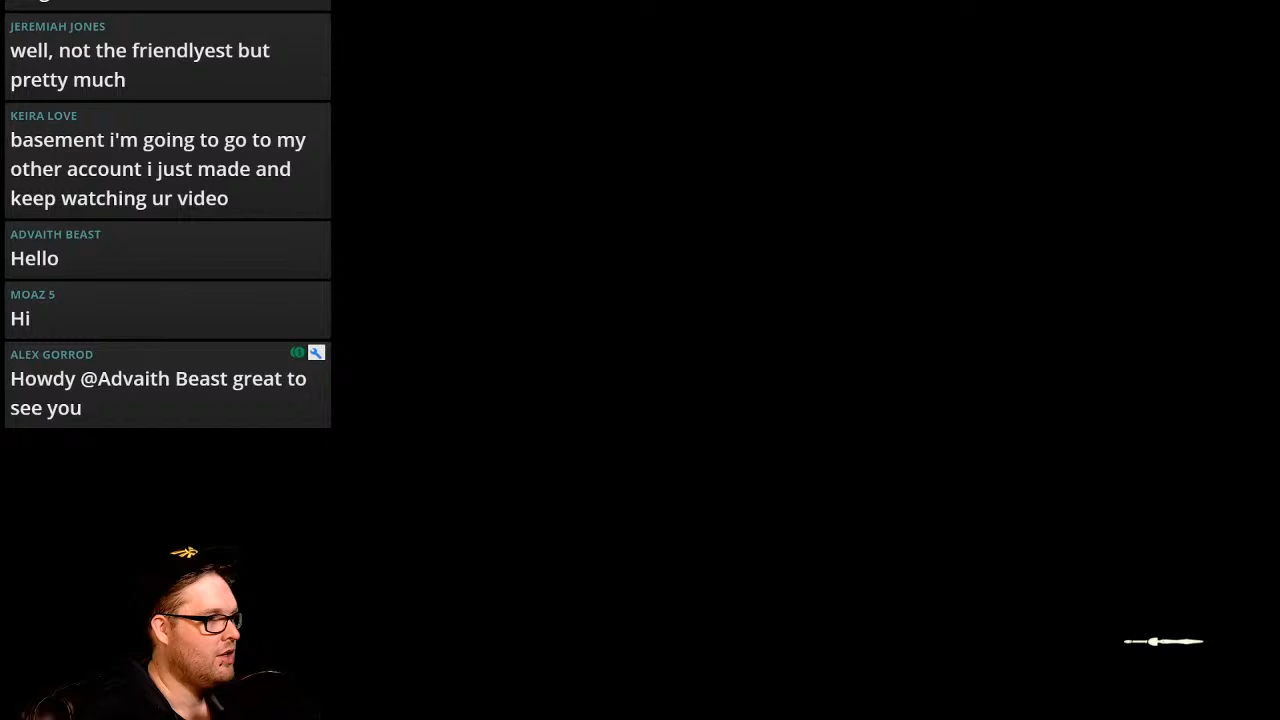 JEREMIAH JONES
well, not the friendlyest but
pretty much
KEIRA LOVE
basement i'm going to go to my
other account i just made and
keep watching ur video
ADVAITH BEAST
Hello
MOAZ 5
Hi
ALEX GORROD
Howdy @Advaith Beast great to
see you